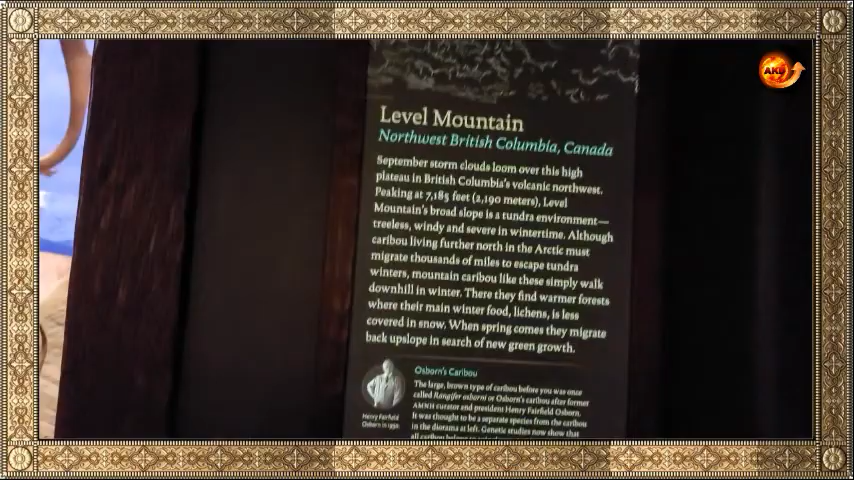 AKD
Level Mountain
Northwest British Columbia, Canada
September storm clouds loom over this high
plateau in British Columbia's volcanic northwest.
Peaking at 7,185 feet (2,190 meters), Level
Mountain's broad slope is a tundra environment—
treeless, windy and severe in wintertime. Although
caribou living further north in the Arctic must
migrate thousands of miles to escape tundra
winters, mountain caribou like these simply walk
downhill in winter. There they find warmer forests
where their main winter food, lichens, is less
covered in snow. When spring comes they migrate
back upslope in search of new green growth.
Osborn's Caribou
The large, brown type of caribou before you was once
called Rangifer osborni or Osborn's caribou after former
AMNH curator and president Henry Fairfield Osborn.
It was thought to be a separate species from the caribou
in the diorama at left. Genetic studies now show that
all caribou belong to
Henry Fairfield
Osborn in